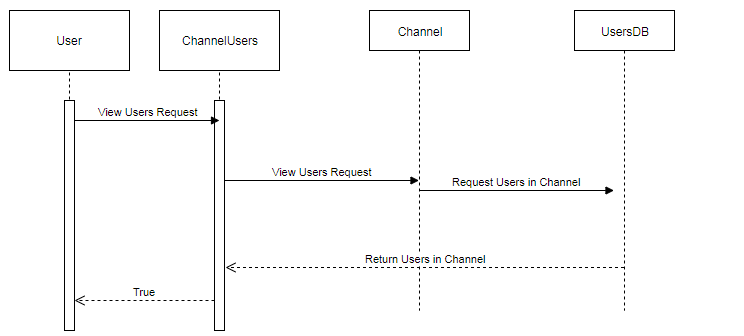 User
ChannelUsers
Channel
UsersDB
View Users Request
View Users Request
Request Users in Channel
Return Users in Channel
True